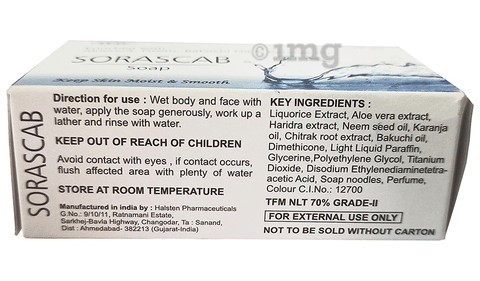 1mg
SORASCAB
Soap
Keep Skin Moist & Smooth
SORASCAB
Direction for use : Wet body and face with
water, apply the soap generously, work up a
lather and rinse with water.
KEEP OUT OF REACH OF CHILDREN
Avoid contact with eyes , if contact occurs,
flush affected area with plenty of water
STORE AT ROOM TEMPERATURE
Manufactured in india by : Halsten Pharmaceuticals
G.No.: 9/10/11, Ratnamani Estate,
Sarkhej-Bavla Highway, Changodar, Ta : Sanand,
Dist : Ahmedabad- 382213 (Gujarat-India)
KEY INGREDIENTS :
Liquorice Extract, Aloe vera extract,
Haridra extract, Neem seed oil, Karanja
oil, Chitrak root extract, Bakuchi oil,
Dimethicone, Light Liquid Paraffin,
Glycerine,Polyethylene Glycol, Titanium
Dioxide, Disodium Ethylenediaminetetra-
acetic Acid, Soap noodles, Perfume,
Colour C.I.No.: 12700
TFM NLT 70% GRADE-II
FOR EXTERNAL USE ONLY
NOT TO BE SOLD WITHOUT CARTON